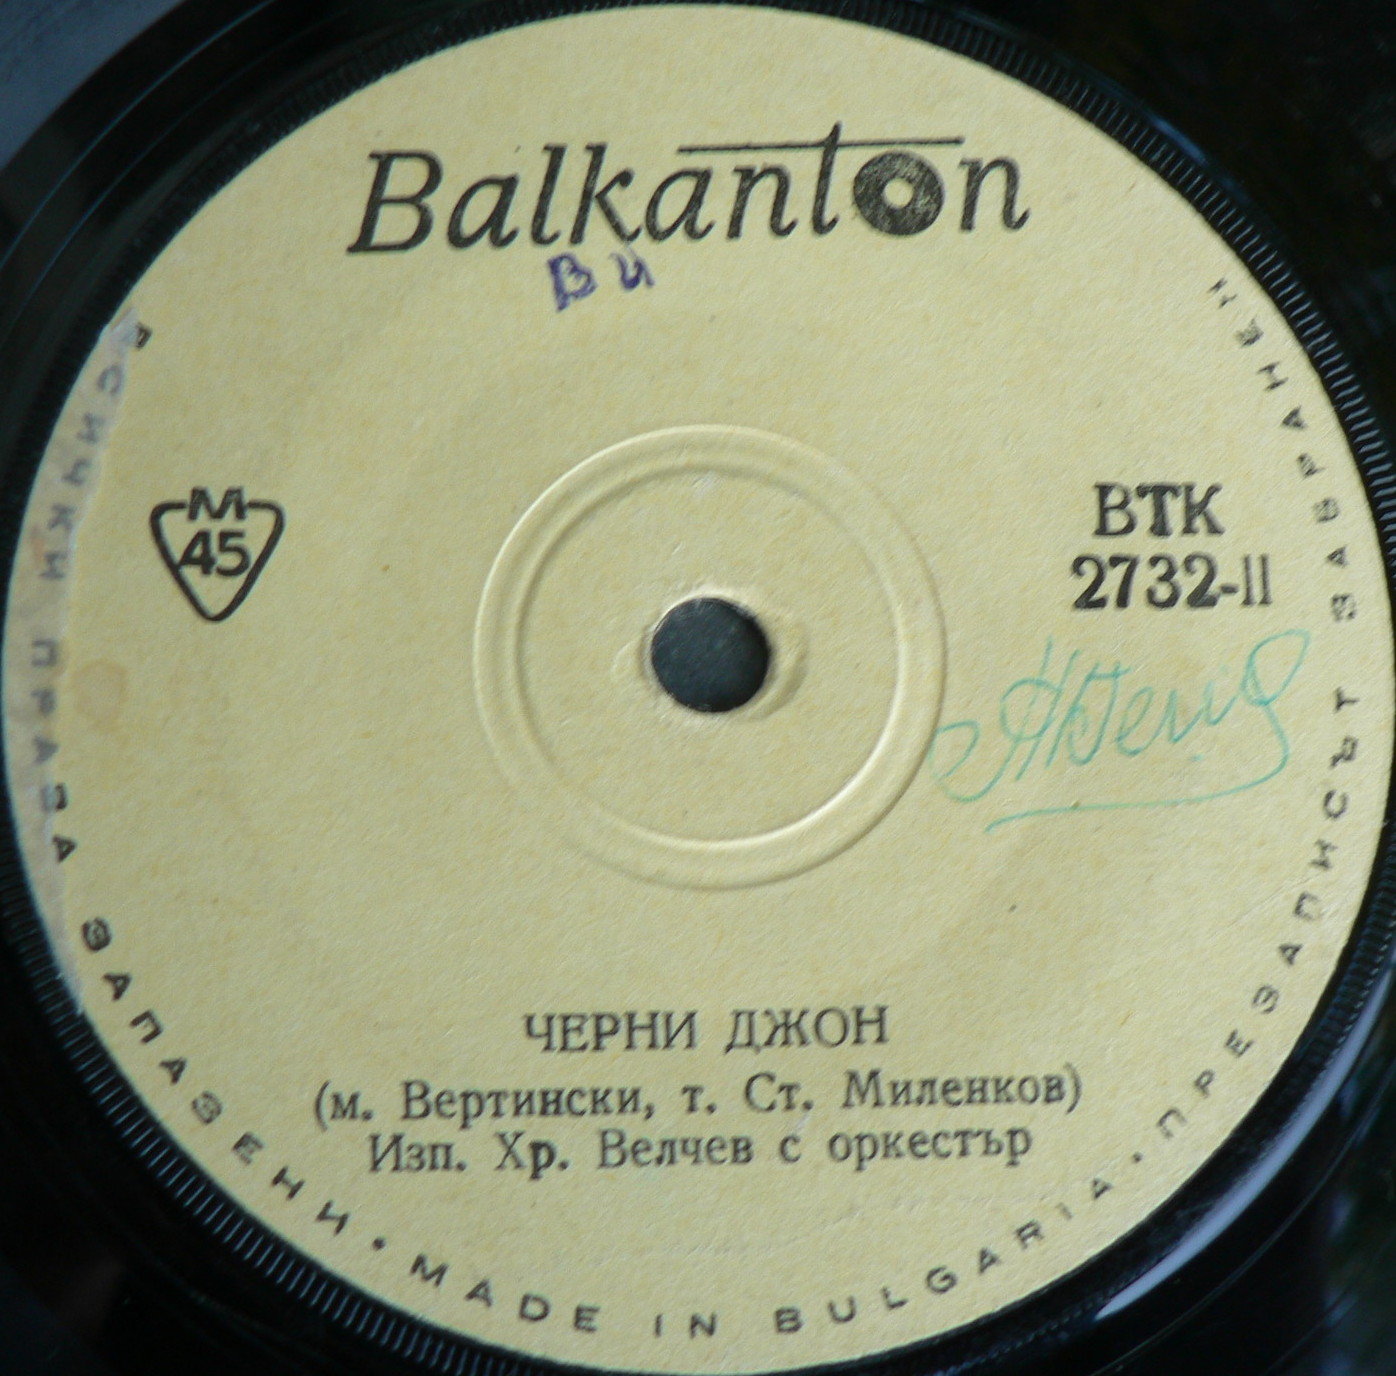 Balkanton
Ви
М
45
ВТК
2732-II
ЧЕРНИ ДЖОН
(м. Вертински, т. Ст. Миленков)
Изп. Хр. Велчев с оркестър
ВСИЧКИ ПРАВА ЗАПАЗЕНИ • MADE IN BULGARIA • ПРЕЗАПИСЪТ ЗАБРАНЕН